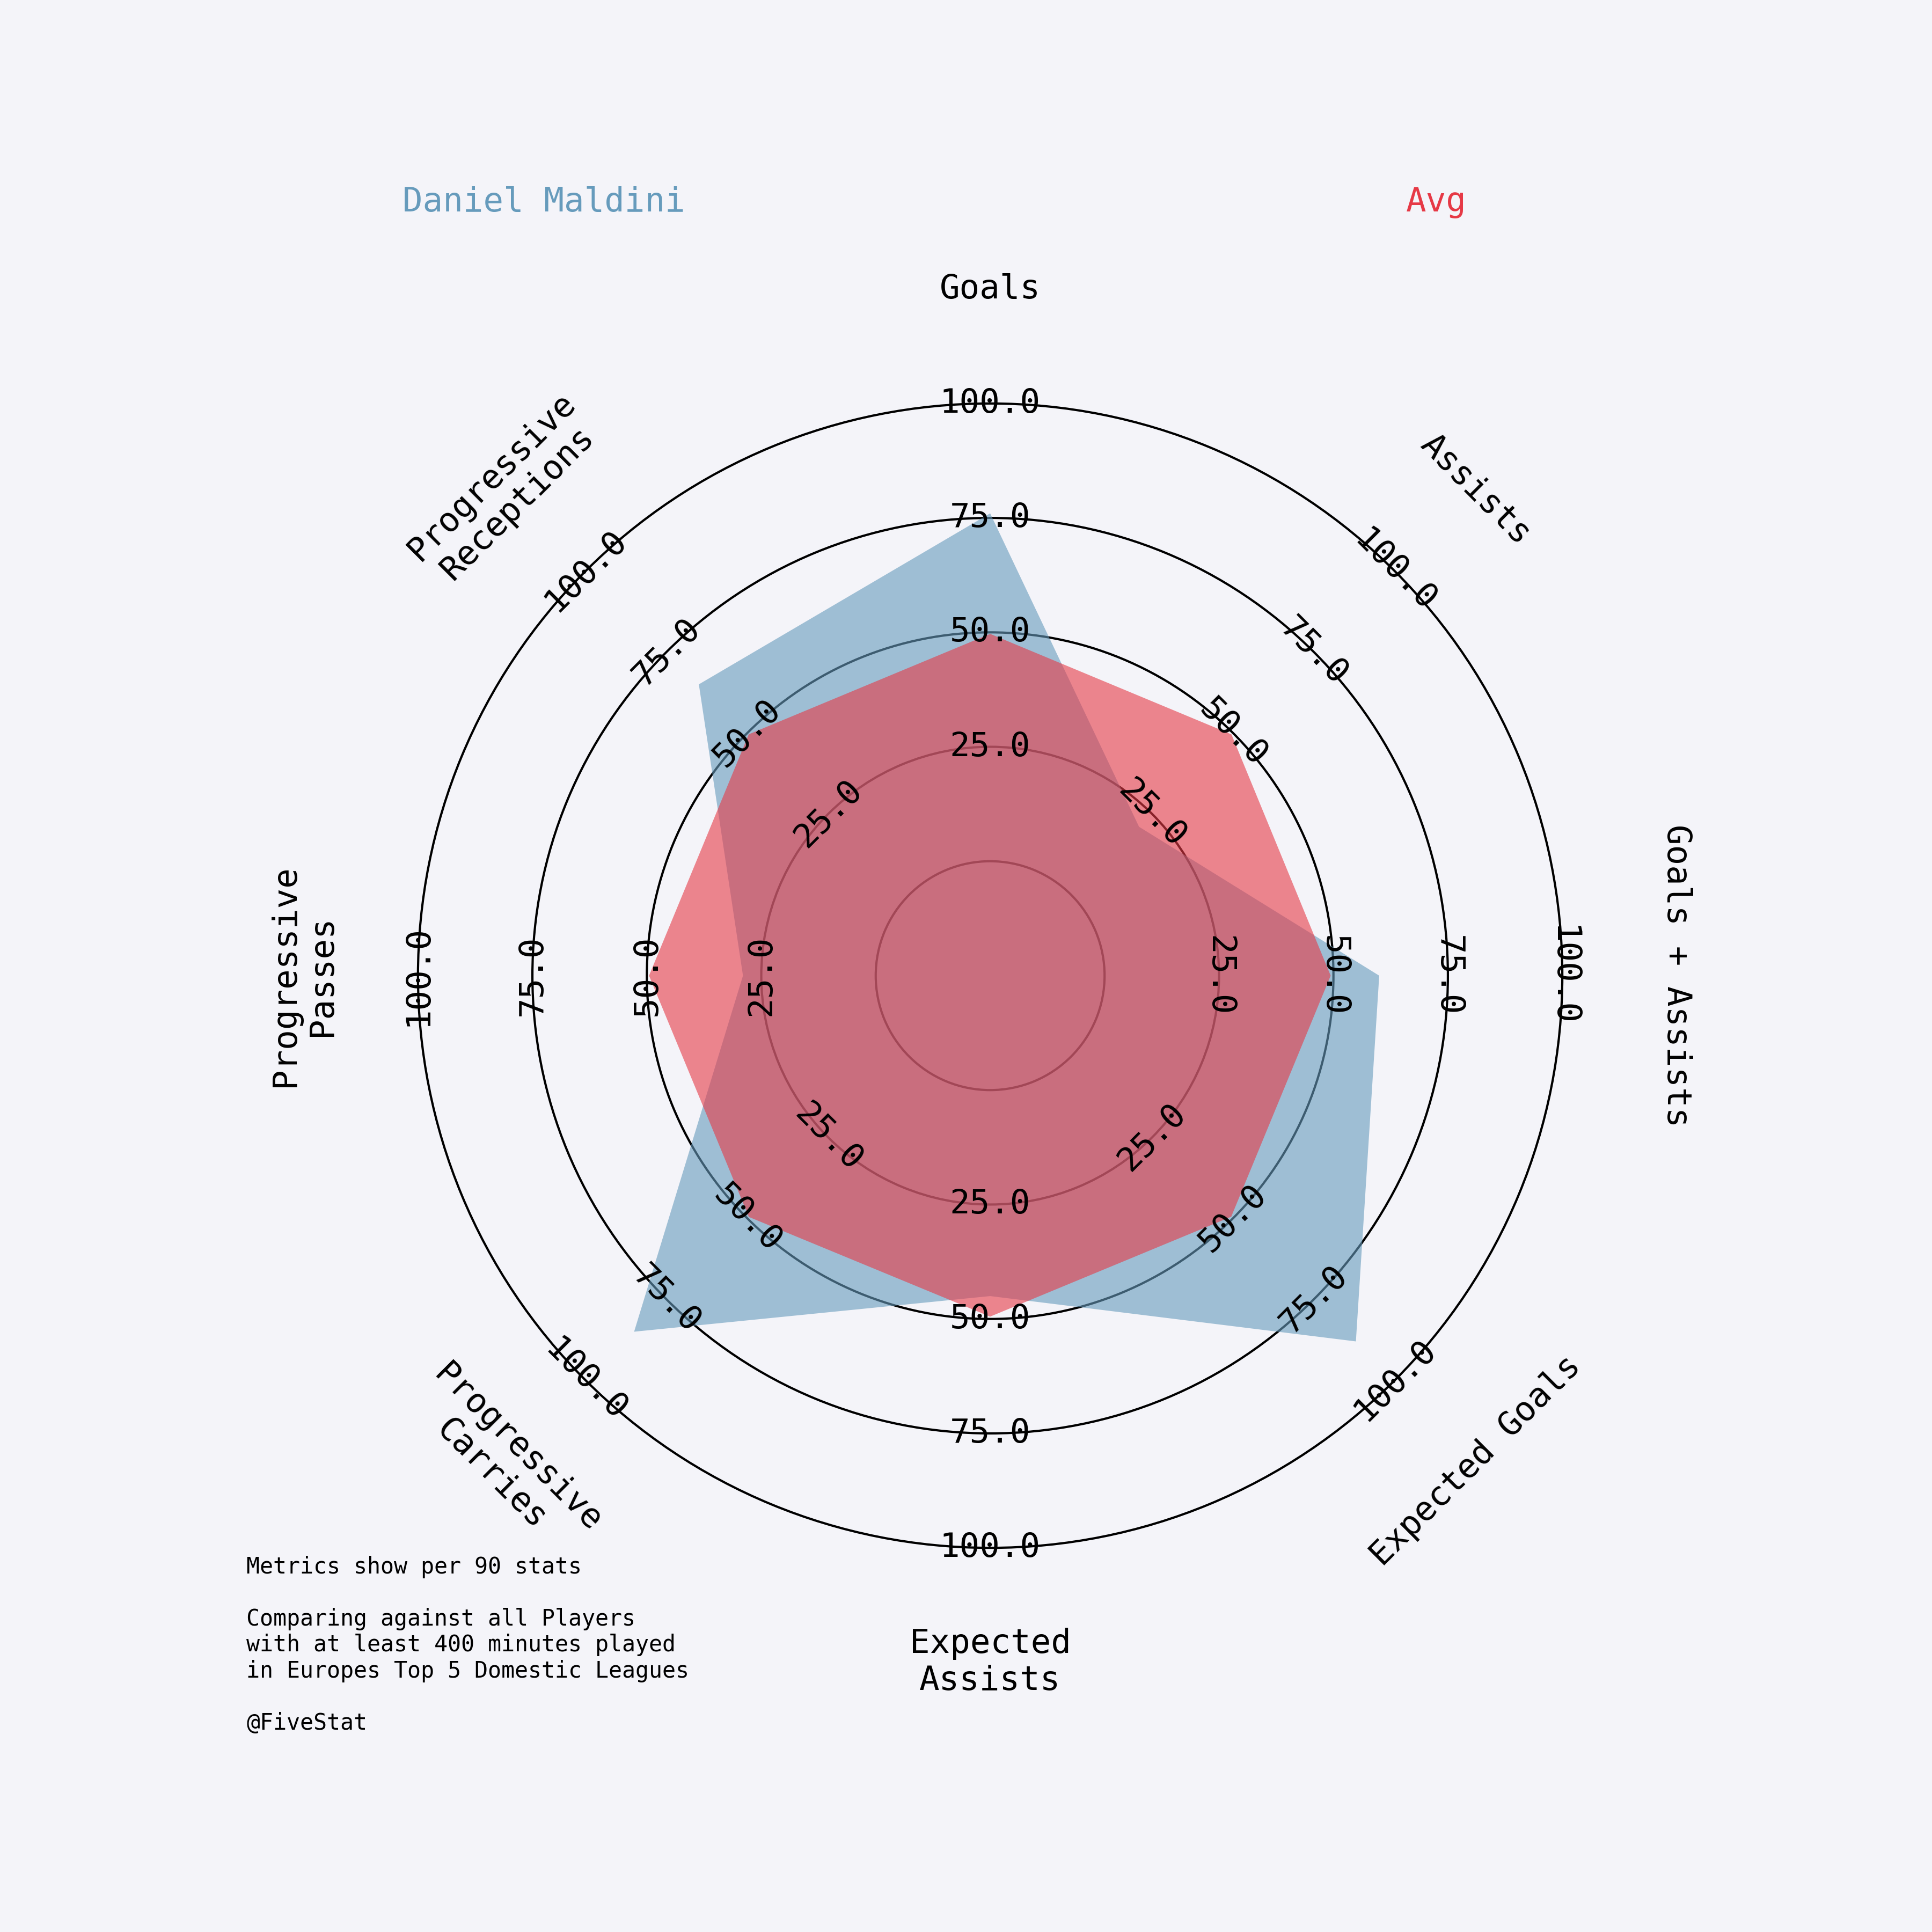 Daniel Maldini
Avg
Goals
Assists
Goals + Assists
Expected Goals
Expected
Assists
Progressive
Carries
Progressive
Passes
Progressive
Receptions
25.0
50.0
75.0
100.0
25.0
50.0
75.0
100.0
25.0
50.0
75.0
100.0
25.0
50.0
75.0
100.0
25.0
50.0
75.0
100.0
25.0
50.0
75.0
100.0
25.0
50.0
75.0
100.0
25.0
50.0
75.0
100.0
Metrics show per 90 stats
Comparing against all Players
with at least 400 minutes played
in Europes Top 5 Domestic Leagues
@FiveStat